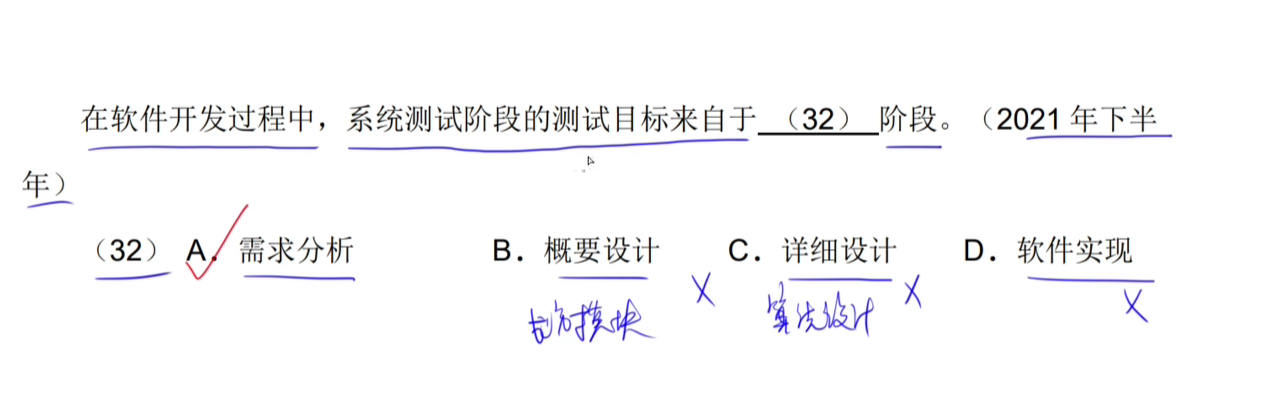 在软件开发过程中，系统测试阶段的测试目标来自于 （32） 阶段。（2021 年下半
年）
（32） A．需求分析 B．概要设计 C．详细设计 D．软件实现
X X X
划分模块 算法设计